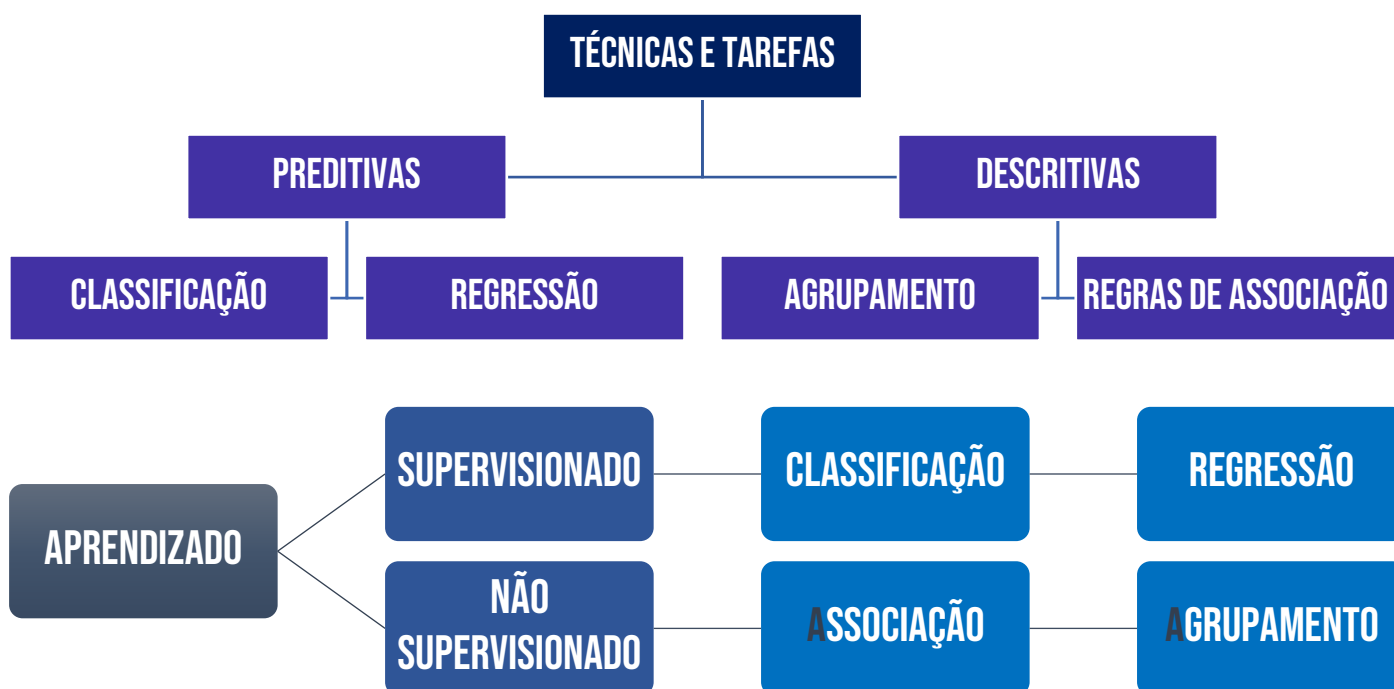 TÉCNICAS E TAREFAS
PREDITIVAS
DESCRITIVAS
CLASSIFICAÇÃO
REGRESSÃO
AGRUPAMENTO
REGRAS DE ASSOCIAÇÃO
SUPERVISIONADO
CLASSIFICAÇÃO
REGRESSÃO
APRENDIZADO
NÃO
SUPERVISIONADO
ASSOCIAÇÃO
AGRUPAMENTO